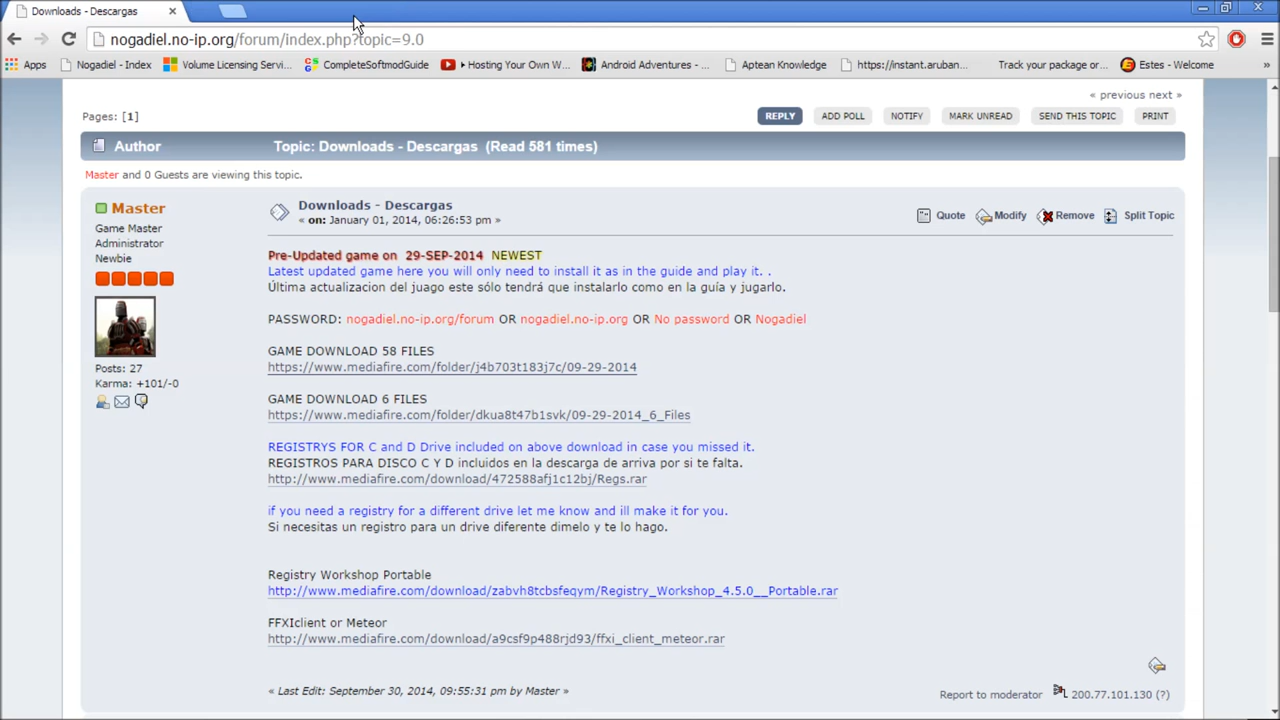 Downloads - Descargas
nogadiel.no-ip.org/forum/index.php?topic=9.0
Apps Nogadiel - Index Volume Licensing Servi... CompleteSoftmodGuide Hosting Your Own W... Android Adventures - ... Aptean Knowledge https://instant.aruban... Track your package or... Estes - Welcome »
« previous next »
Pages: [1] REPLY ADD POLL NOTIFY MARK UNREAD SEND THIS TOPIC PRINT
Author Topic: Downloads - Descargas (Read 581 times)
Master and 0 Guests are viewing this topic.
Master
Game Master
Administrator
Newbie
Posts: 27
Karma: +101/-0
Downloads - Descargas
« on: January 01, 2014, 06:26:53 pm »
Quote Modify Remove Split Topic
Pre-Updated game on 29-SEP-2014 NEWEST
Latest updated game here you will only need to install it as in the guide and play it. .
Última actualizacion del juago este sólo tendrá que instalarlo como en la guía y jugarlo.
PASSWORD: nogadiel.no-ip.org/forum OR nogadiel.no-ip.org OR No password OR Nogadiel
GAME DOWNLOAD 58 FILES
https://www.mediafire.com/folder/j4b703t183j7c/09-29-2014
GAME DOWNLOAD 6 FILES
https://www.mediafire.com/folder/dkua8t47b1svk/09-29-2014_6_Files
REGISTRYS FOR C and D Drive included on above download in case you missed it.
REGISTROS PARA DISCO C Y D incluidos en la descarga de arriva por si te falta.
http://www.mediafire.com/download/472588afj1c12bj/Regs.rar
if you need a registry for a different drive let me know and ill make it for you.
Si necesitas un registro para un drive diferente dimelo y te lo hago.
Registry Workshop Portable
http://www.mediafire.com/download/zabvh8tcbsfeqym/Registry_Workshop_4.5.0__Portable.rar
FFXIclient or Meteor
http://www.mediafire.com/download/a9csf9p488rjd93/ffxi_client_meteor.rar
« Last Edit: September 30, 2014, 09:55:31 pm by Master »
Report to moderator 200.77.101.130 (?)